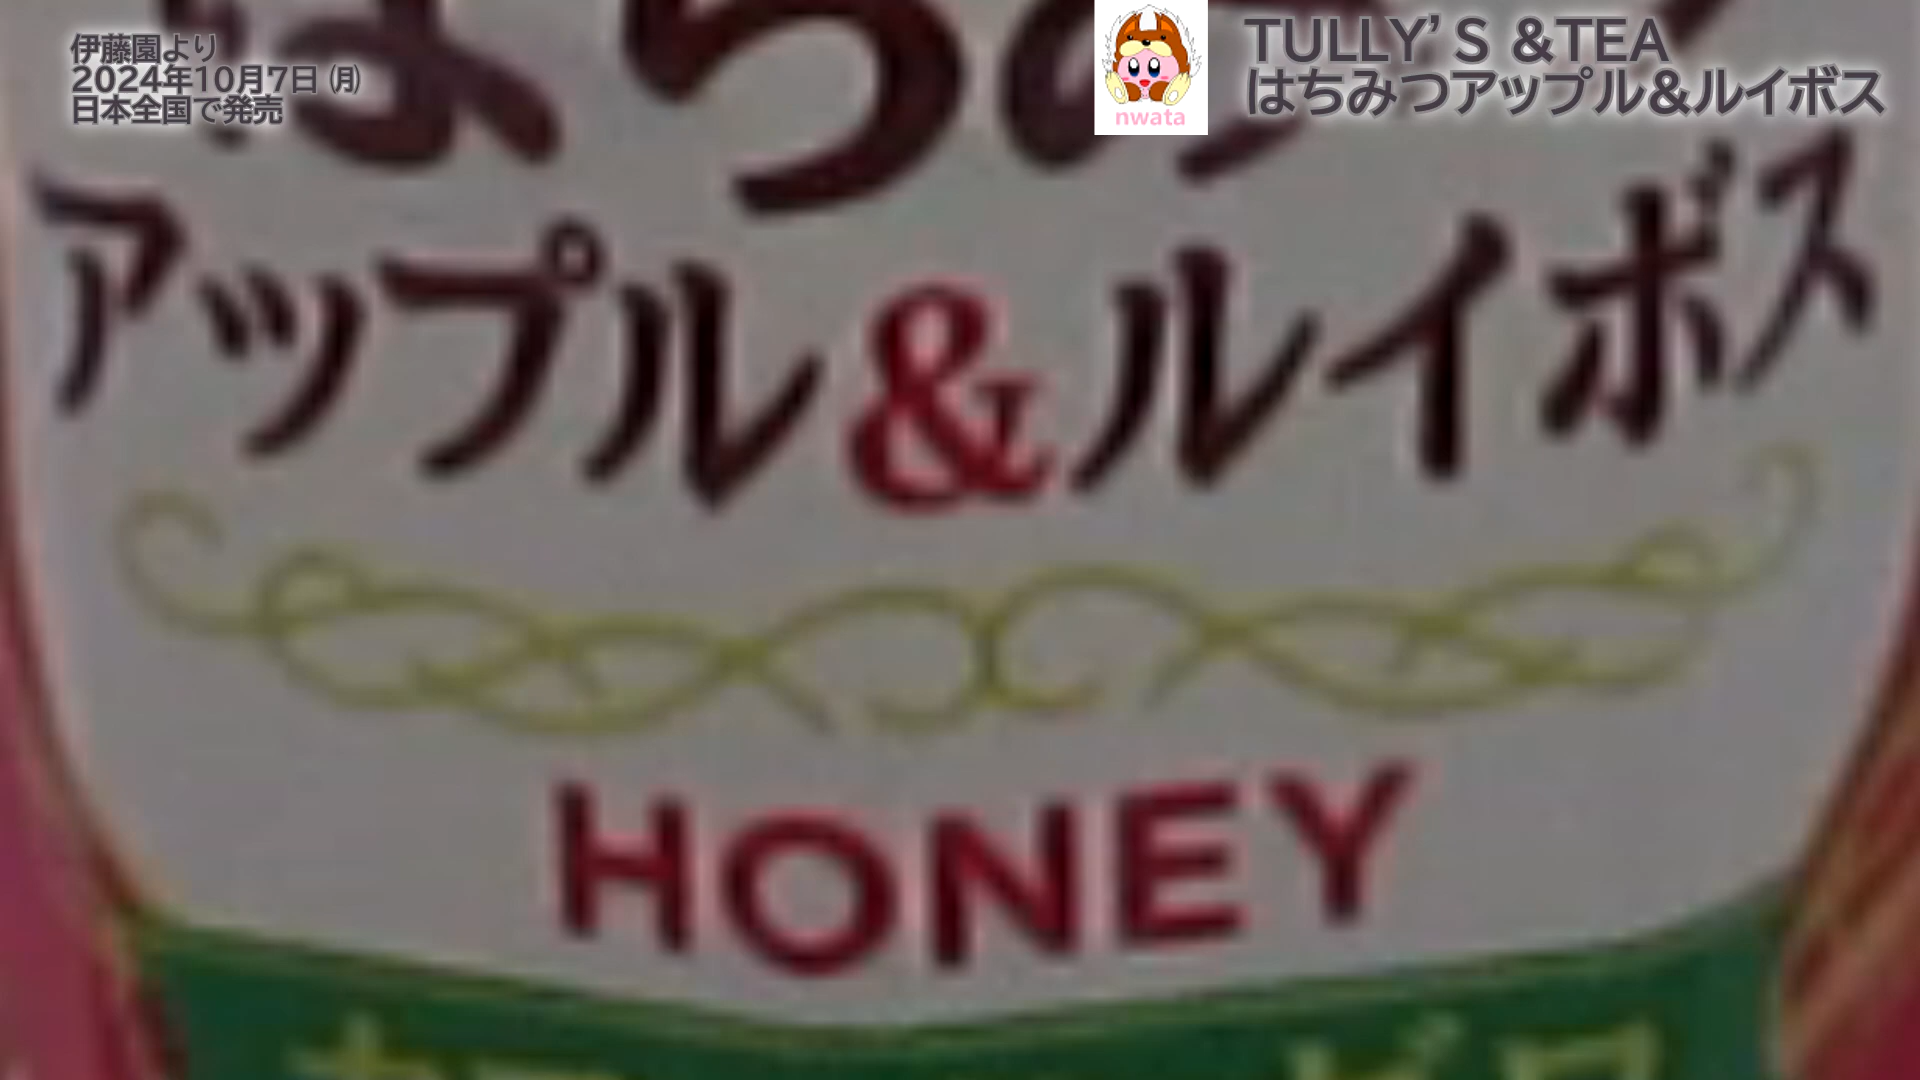 伊藤園より
2024年10月7日 ㈪
日本全国で発売
nwata
TULLY'S &TEA
はちみつアップル&ルイボス
アップル&ルイボス
HONEY